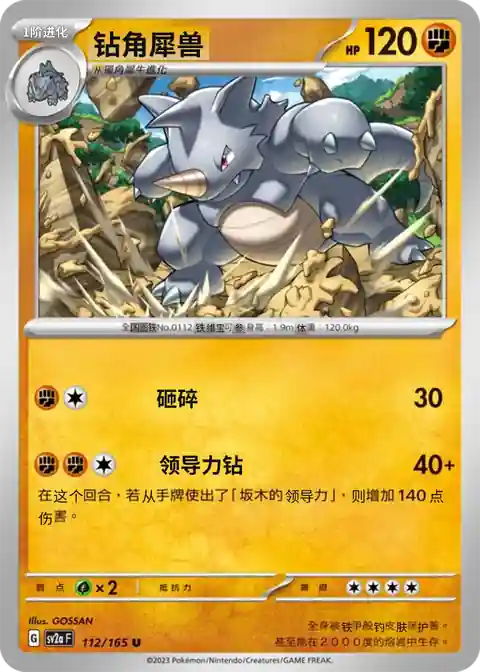 1阶进化
钻角犀兽
HP 120
从独角犀牛进化
全国图鉴No.0112 铁维宝可参 身高：1.9m 体重：120.0kg
砸碎 30
领导力钻 40+
在这个回合，若从手牌使出了「坂木的领导力」，则增加140点
伤害。
弱点 ×2 抵抗力 撤退
Illus. GOSSAN
全身被铁甲般钓皮肤保护着。
甚至能在２０００度的熔岩中生存。
G sv2a F 112/165 U
©2023 Pokémon/Nintendo/Creatures/GAME FREAK.